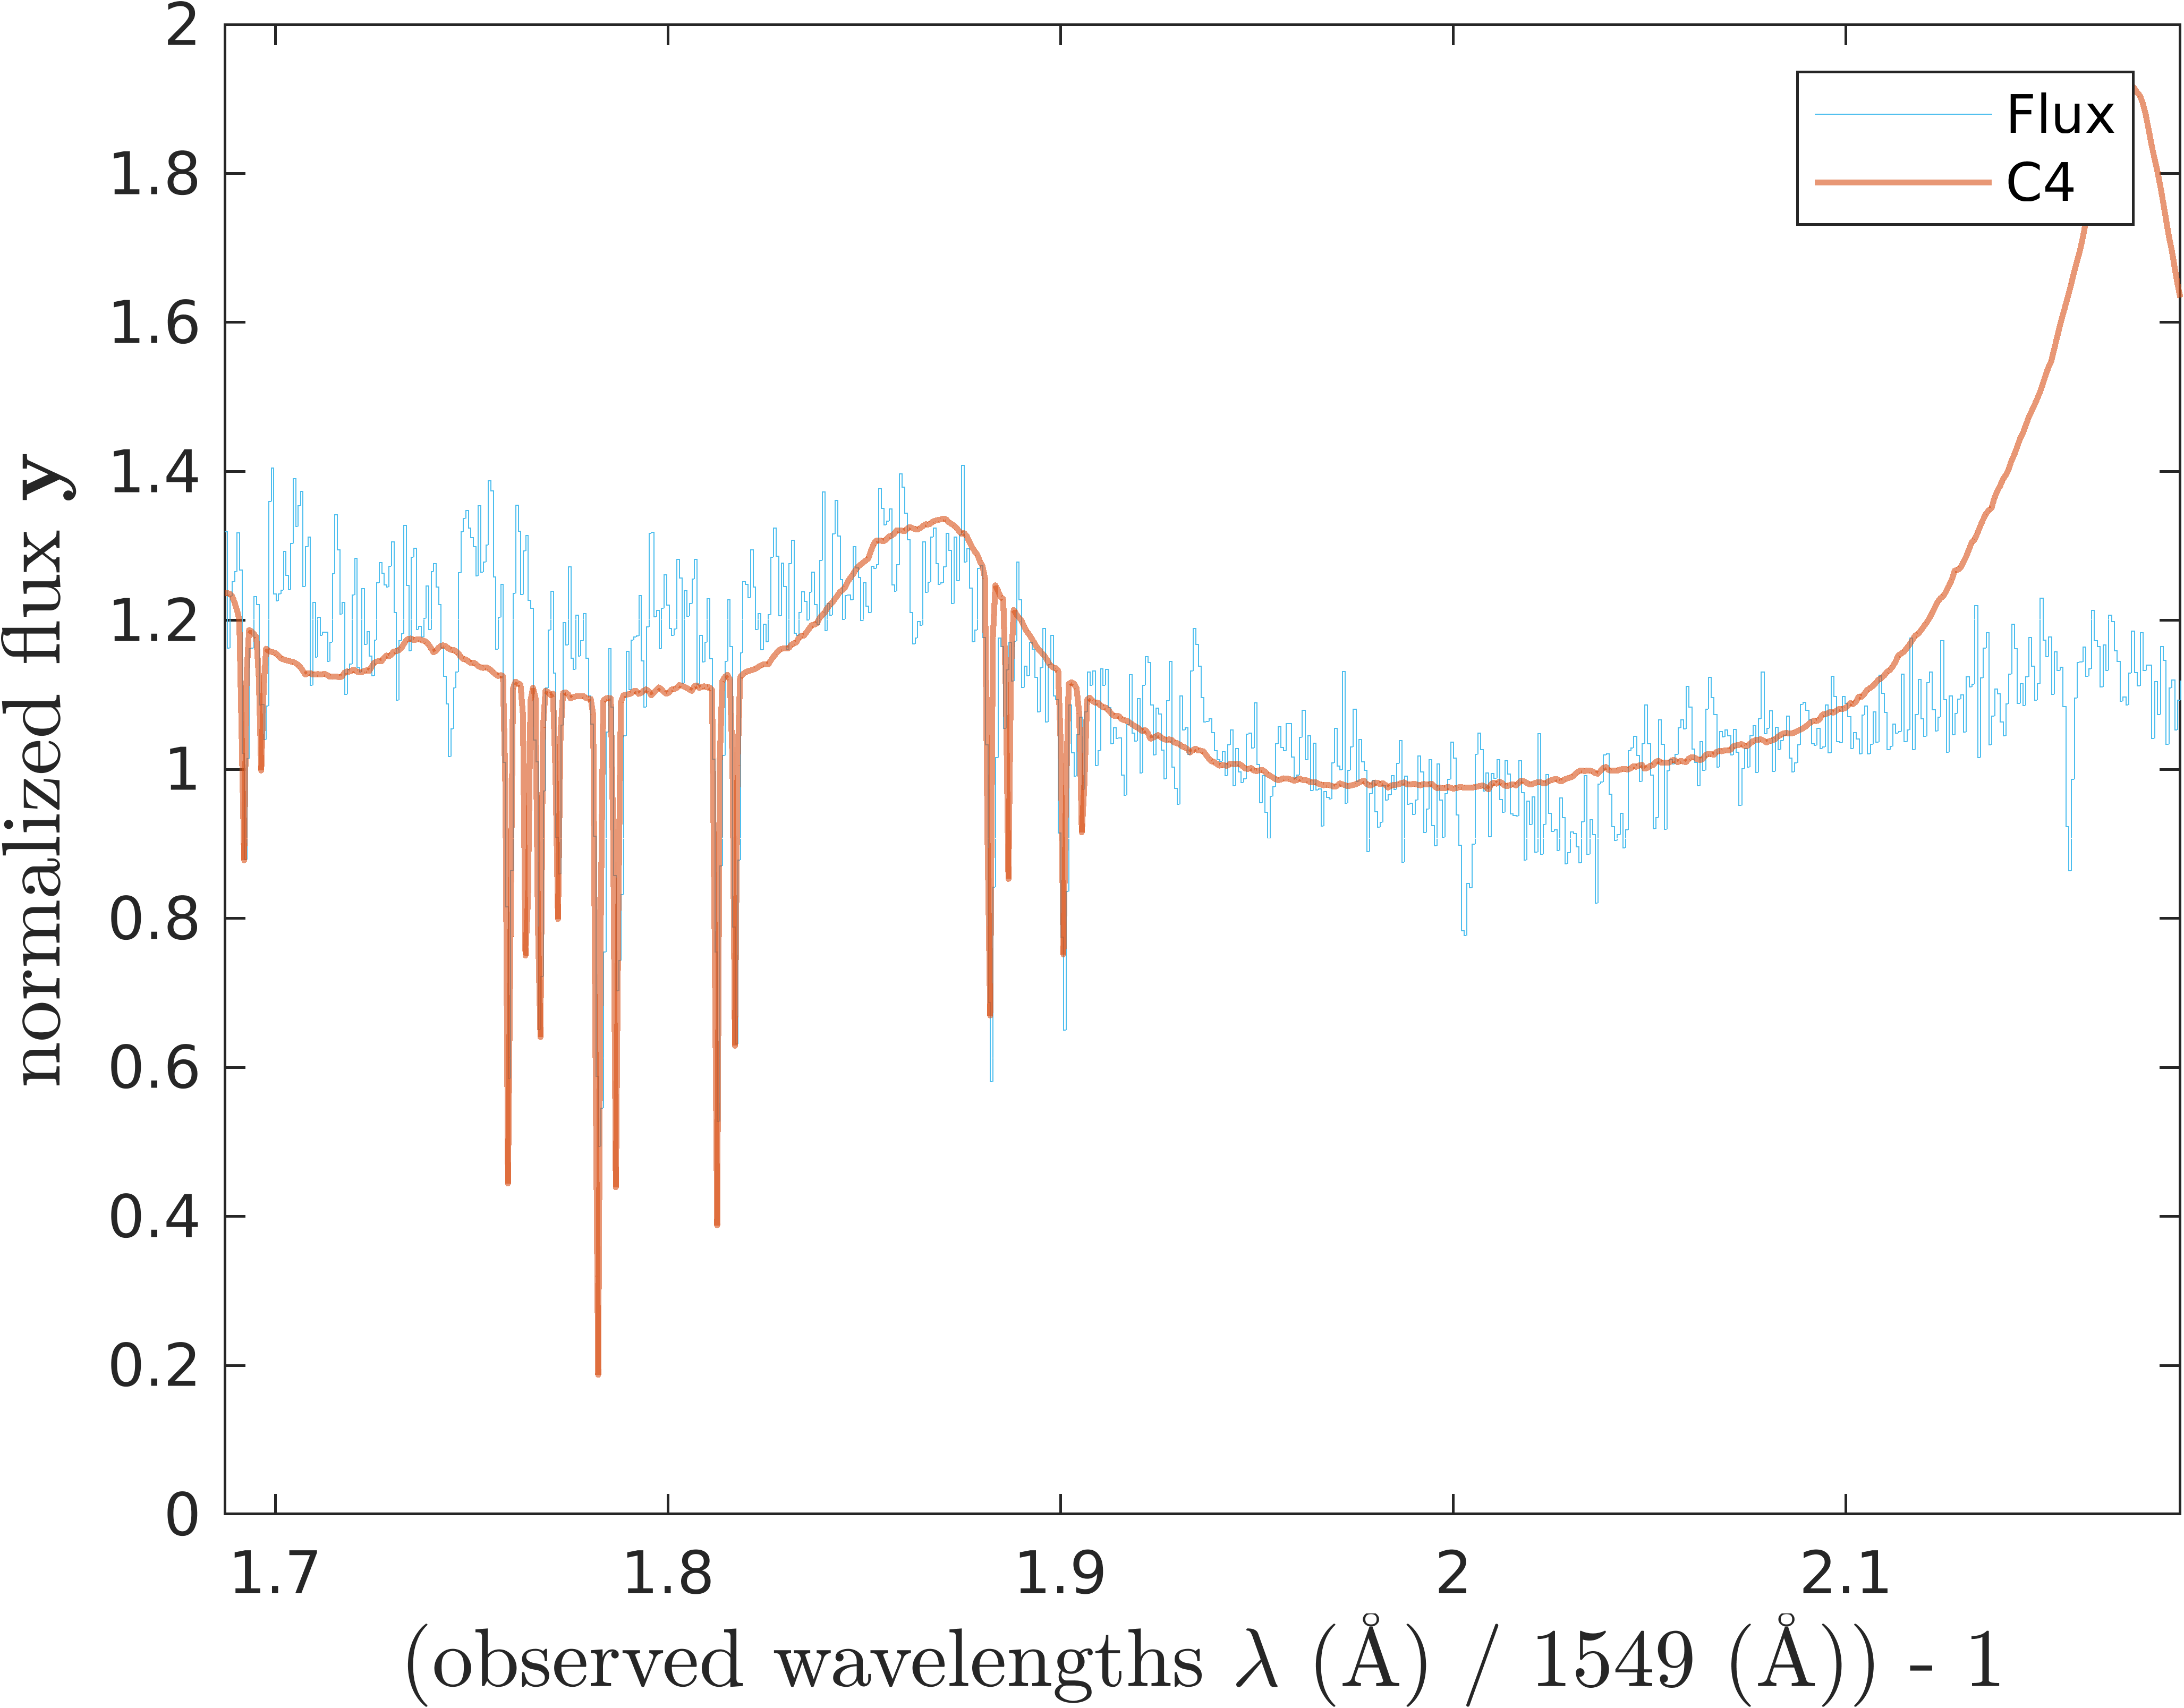 2
1.8
1.6
1.4
1.2
1
0.8
0.6
0.4
0.2
0
normalized flux y
Flux
C4
1.7 1.8 1.9 2 2.1
(observed wavelengths λ (Å) / 1549 (Å)) - 1